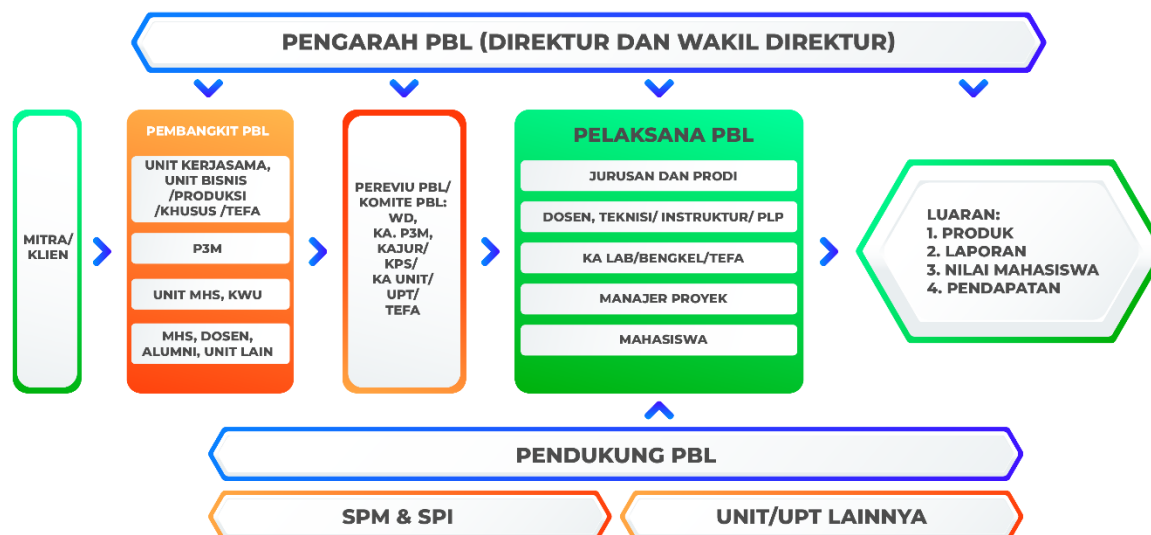 PENGARAH PBL (DIREKTUR DAN WAKIL DIREKTUR)
MITRA/
KLIEN
PEMBANGKIT PBL
UNIT KERJASAMA,
UNIT BISNIS
/PRODUKSI
/KHUSUS /TEFA
P3M
UNIT MHS, KWU
MHS, DOSEN,
ALUMNI, UNIT LAIN
PEREVIU PBL/
KOMITE PBL:
WD,
KA. P3M,
KAJUR/
KPS/
KA UNIT/
UPT/
TEFA
PELAKSANA PBL
JURUSAN DAN PRODI
DOSEN, TEKNISI/ INSTRUKTUR/ PLP
KA LAB/BENGKEL/TEFA
MANAJER PROYEK
MAHASISWA
LUARAN:
1. PRODUK
2. LAPORAN
3. NILAI MAHASISWA
4. PENDAPATAN
PENDUKUNG PBL
SPM & SPI
UNIT/UPT LAINNYA